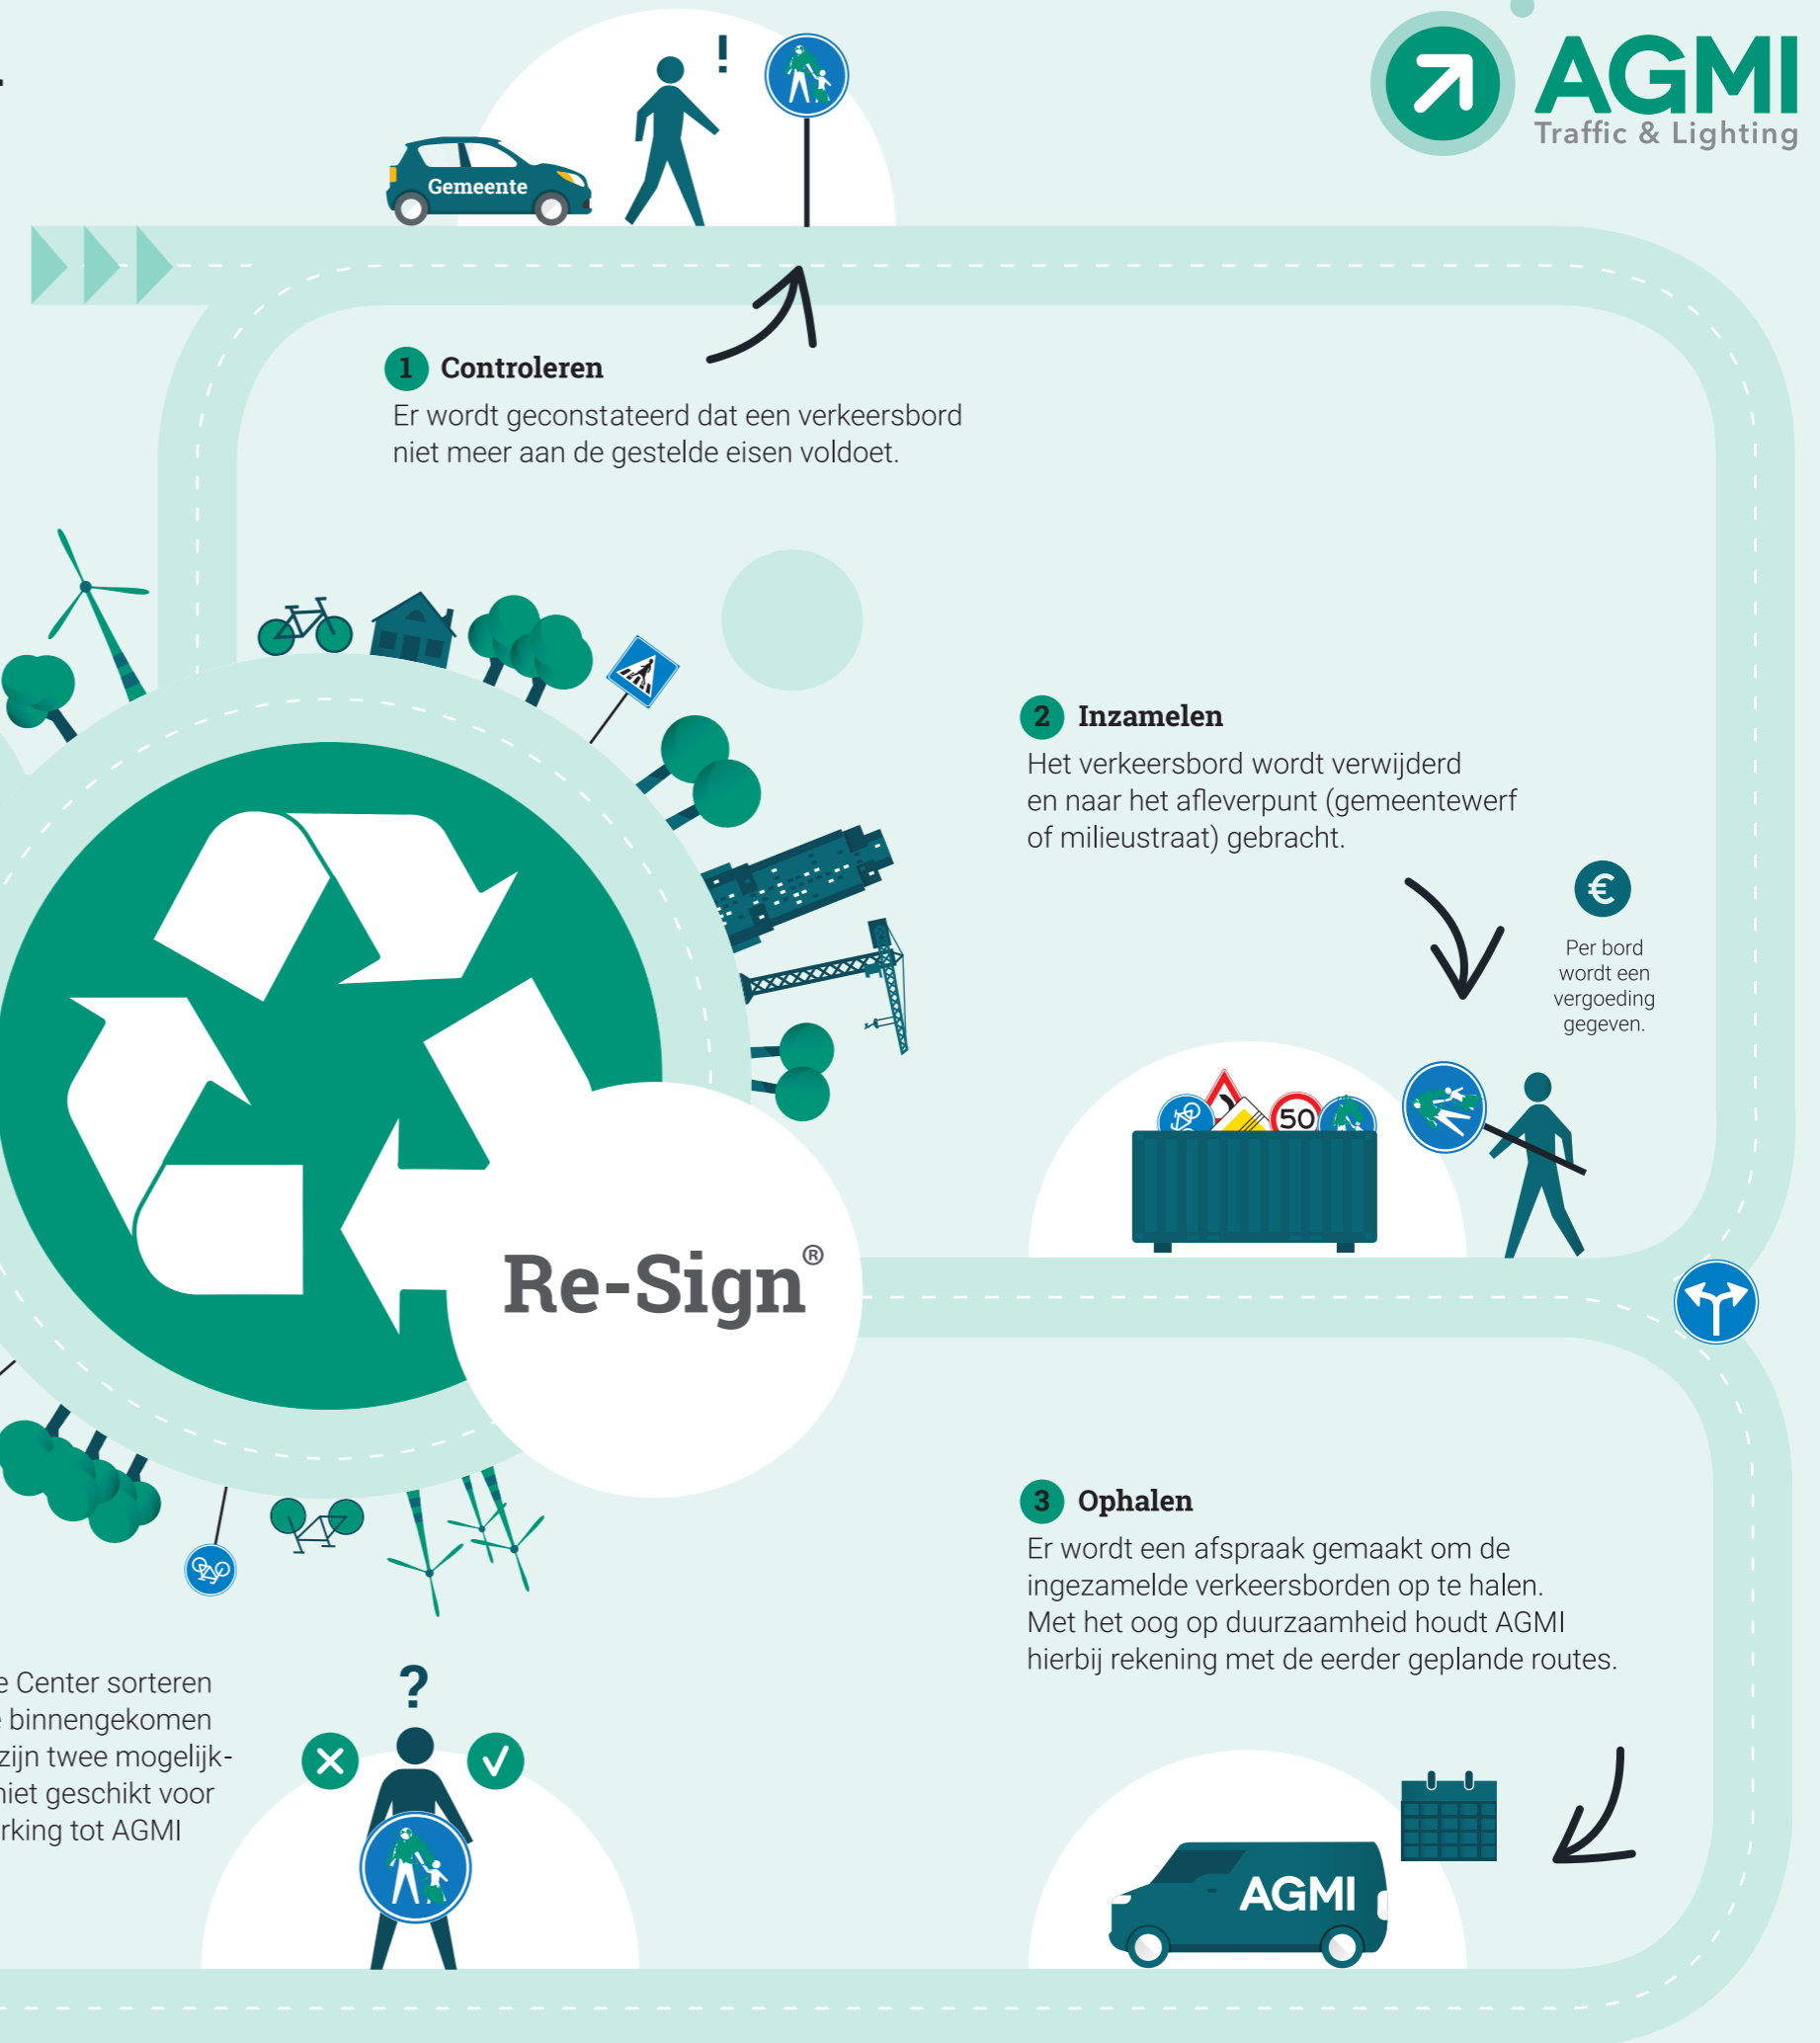 AGMI
Traffic & Lighting
!
Gemeente
1 Controleren
Er wordt geconstateerd dat een verkeersbord
niet meer aan de gestelde eisen voldoet.
2 Inzamelen
Het verkeersbord wordt verwijderd
en naar het afleverpunt (gemeentewerf
of milieustraat) gebracht.
€
Per bord
wordt een
vergoeding
gegeven.
50
Re-Sign®
3 Ophalen
Er wordt een afspraak gemaakt om de
ingezamelde verkeersborden op te halen.
Met het oog op duurzaamheid houdt AGMI
hierbij rekening met de eerder geplande routes.
AGMI
?
Center sorteren
binnengekomen
zijn twee mogelijk-
niet geschikt voor
rking tot AGMI